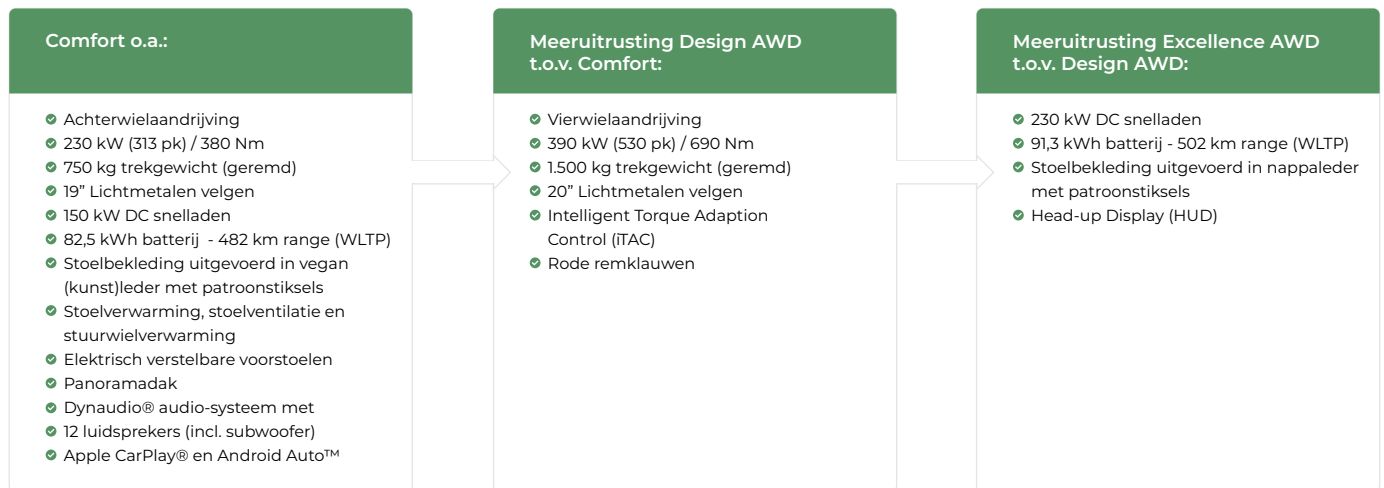 Comfort o.a.:
Achterwielaandrijving
230 kW (313 pk) / 380 Nm
750 kg trekgewicht (geremd)
19” Lichtmetalen velgen
150 kW DC snelladen
82,5 kWh batterij - 482 km range (WLTP)
Stoelbekleding uitgevoerd in vegan
(kunst)leder met patroonstiksels
Stoelverwarming, stoelventilatie en
stuurwielverwarming
Elektrisch verstelbare voorstoelen
Panoramadak
Dynaudio® audio-systeem met
12 luidsprekers (incl. subwoofer)
Apple CarPlay® en Android Auto™
Meeruitrusting Design AWD
t.o.v. Comfort:
Vierwielaandrijving
390 kW (530 pk) / 690 Nm
1.500 kg trekgewicht (geremd)
20” Lichtmetalen velgen
Intelligent Torque Adaption
Control (iTAC)
Rode remklauwen
Meeruitrusting Excellence AWD
t.o.v. Design AWD:
230 kW DC snelladen
91,3 kWh batterij - 502 km range (WLTP)
Stoelbekleding uitgevoerd in nappaleder
met patroonstiksels
Head-up Display (HUD)